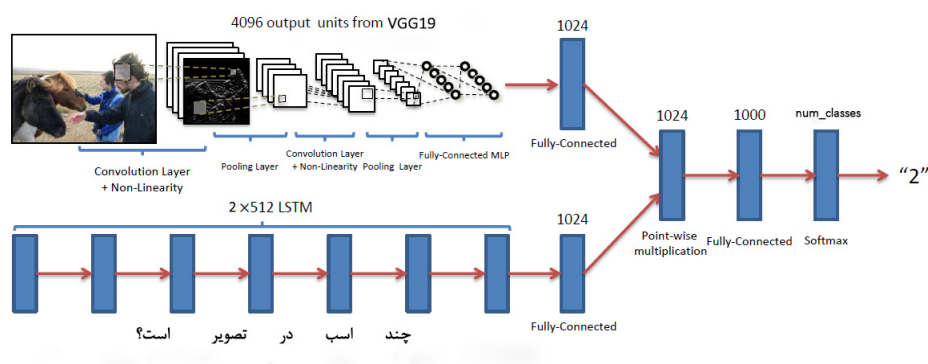 4096 output units from VGG19
1024
1024
1000
num_classes
Fully-Connected
Convolution Layer
+ Non-Linearity
Pooling Layer
Convolution Layer
+ Non-Linearity
Pooling Layer
Fully-Connected MLP
“2”
2 ×512 LSTM
1024
Point-wise
multiplication
Fully-Connected
Softmax
Fully-Connected
چند اسب در تصویر است؟